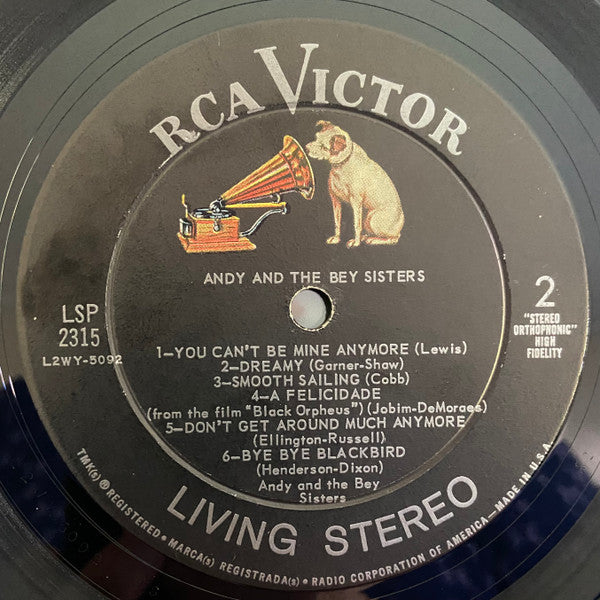 RCA VICTOR
ANDY AND THE BEY SISTERS
LSP
2315
L2WY-5092
2
"STEREO
ORTHOPHONIC"
HIGH
FIDELITY
1—YOU CAN'T BE MINE ANYMORE (Lewis)
2—DREAMY (Garner-Shaw)
3—SMOOTH SAILING (Cobb)
4—A FELICIDADE
(from the film "Black Orpheus") (Jobim-DeMoraes)
5—DON'T GET AROUND MUCH ANYMORE
(Ellington-Russell)
6—BYE BYE BLACKBIRD
(Henderson-Dixon)
Andy and the Bey
Sisters
LIVING STEREO
TMK(s) ® REGISTERED • MARCA(s) REGISTRADA(s) • RADIO CORPORATION OF AMERICA—MADE IN U.S.A.